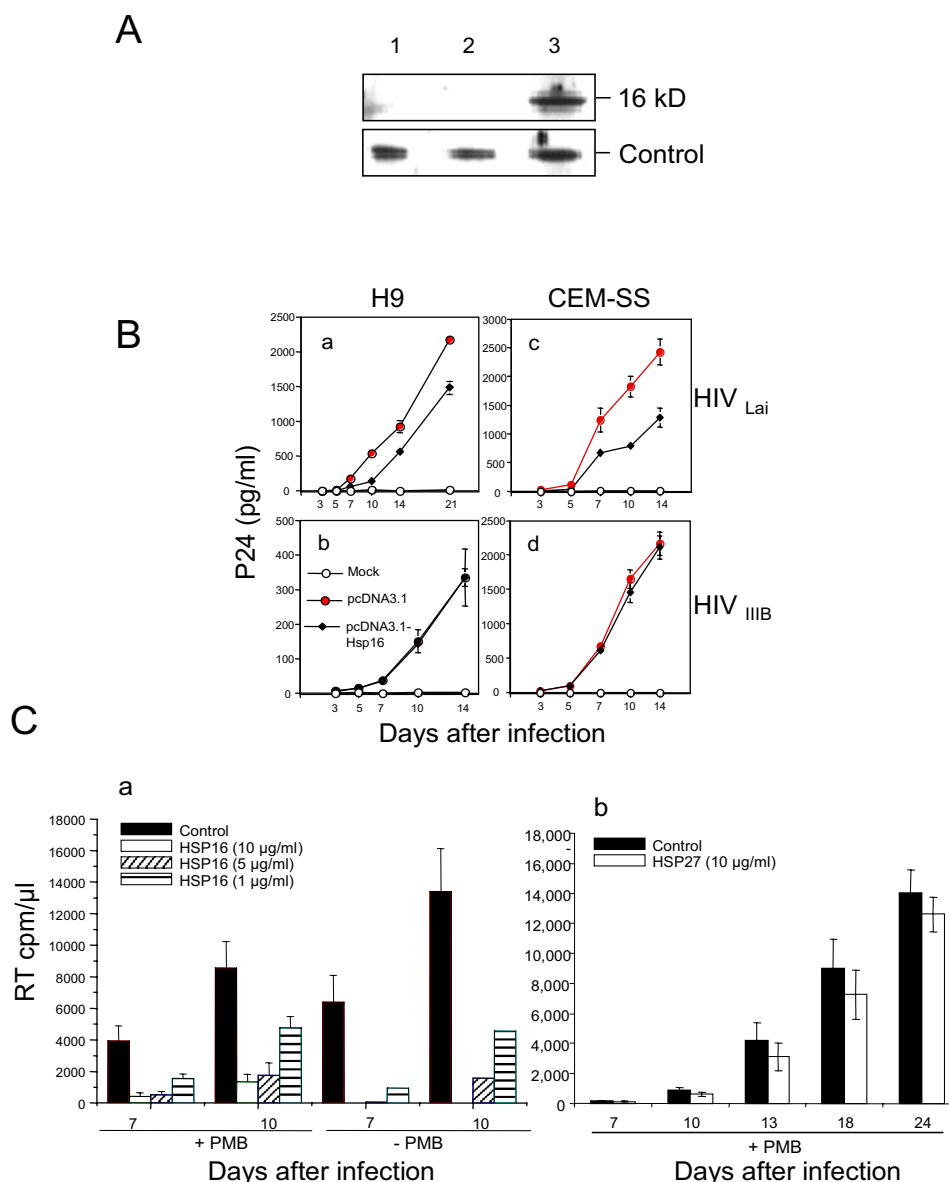 A
1 2 3
16 kD
Control
B
H9
CEM-SS
P24 (pg/ml)
a
2500
2000
1500
1000
500
0
3 5 7 10 14 21
c
3000
2500
2000
1500
1000
500
0
3 5 7 10 14
HIV Lai
b
500
400
300
200
100
0
Mock
pcDNA3.1
pcDNA3.1-
Hsp16
3 5 7 10 14
d
2500
2000
1500
1000
500
0
3 5 7 10 14
HIV IIIB
Days after infection
C
a
RT cpm/µl
18000
16000
14000
12000
10000
8000
6000
4000
2000
0
Control
HSP16 (10 µg/ml)
HSP16 (5 µg/ml)
HSP16 (1 µg/ml)
7 10 7 10
+ PMB - PMB
Days after infection
b
18,000
16,000
14,000
12,000
10,000
8,000
6,000
4,000
2,000
0
Control
HSP27 (10 µg/ml)
7 10 13 18 24
+ PMB
Days after infection